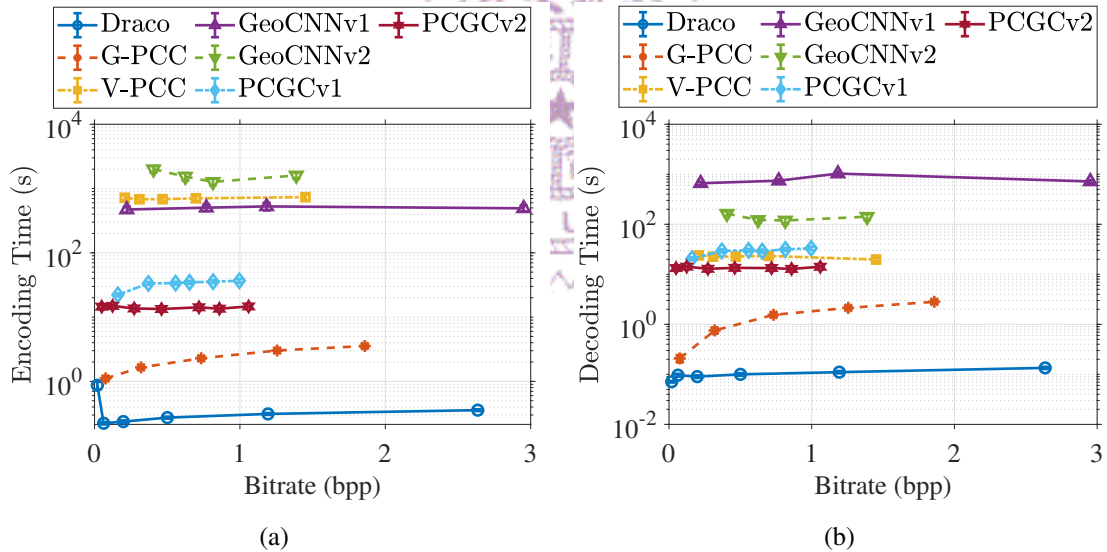 Draco GeoCNNv1 PCGCv2
G-PCC GeoCNNv2
V-PCC PCGCv1
10^4
10^2
10^0
Encoding Time (s)
0 1 2 3
Bitrate (bpp)
(a)
Draco GeoCNNv1 PCGCv2
G-PCC GeoCNNv2
V-PCC PCGCv1
10^4
10^2
10^0
10^-2
Decoding Time (s)
0 1 2 3
Bitrate (bpp)
(b)